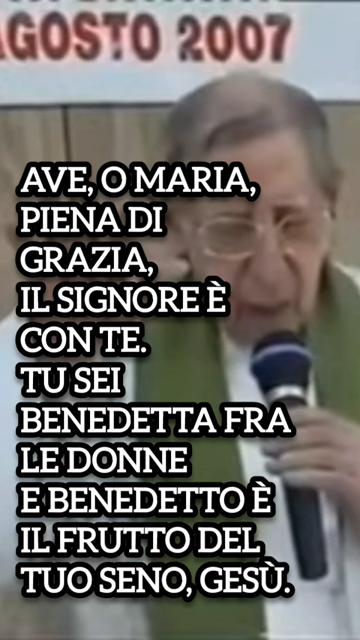 AGOSTO 2007
AVE, O MARIA,
PIENA DI
GRAZIA,
IL SIGNORE È
CON TE.
TU SEI
BENEDETTA FRA
LE DONNE
E BENEDETTO È
IL FRUTTO DEL
TUO SENO, GESÙ.